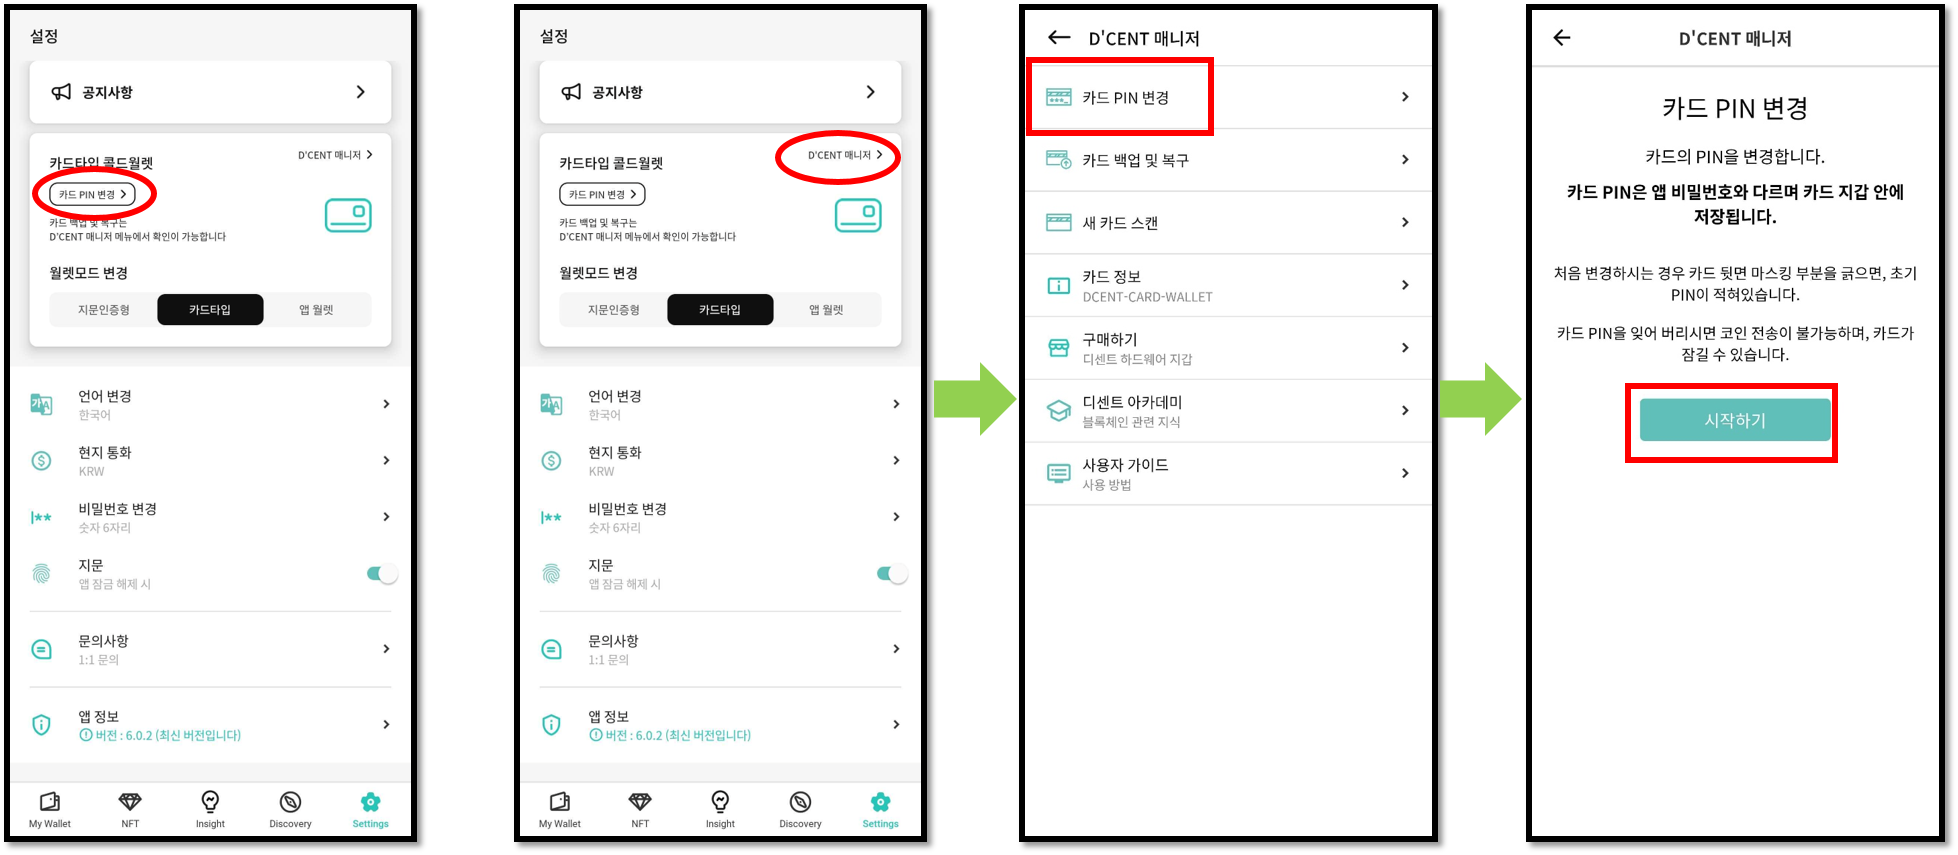 설정
공지사항
카드타입 콜드월렛
D'CENT 매니저
카드 PIN 변경
카드 백업 및 복구는
D'CENT 매니저 메뉴에서 확인이 가능합니다
월렛모드 변경
지문인증형
카드타입
앱 월렛
언어 변경
한국어
현지 통화
KRW
비밀번호 변경
숫자 6자리
지문
앱 잠금 해제 시
문의사항
1:1 문의
앱 정보
버전 : 6.0.2 (최신 버전입니다)
My Wallet
NFT
Insight
Discovery
Settings
설정
공지사항
카드타입 콜드월렛
D'CENT 매니저
카드 PIN 변경
카드 백업 및 복구는
D'CENT 매니저 메뉴에서 확인이 가능합니다
월렛모드 변경
지문인증형
카드타입
앱 월렛
언어 변경
한국어
현지 통화
KRW
비밀번호 변경
숫자 6자리
지문
앱 잠금 해제 시
문의사항
1:1 문의
앱 정보
버전 : 6.0.2 (최신 버전입니다)
My Wallet
NFT
Insight
Discovery
Settings
D'CENT 매니저
카드 PIN 변경
카드 백업 및 복구
새 카드 스캔
카드 정보
DCENT-CARD-WALLET
구매하기
디센트 하드웨어 지갑
디센트 아카데미
블록체인 관련 지식
사용자 가이드
사용 방법
D'CENT 매니저
카드 PIN 변경
카드의 PIN을 변경합니다.
카드 PIN은 앱 비밀번호와 다르며 카드 지갑 안에
저장됩니다.
처음 변경하시는 경우 카드 뒷면 마스킹 부분을 긁으면, 초기
PIN이 적혀있습니다.
카드 PIN을 잊어 버리시면 코인 전송이 불가능하며, 카드가
잠길 수 있습니다.
시작하기